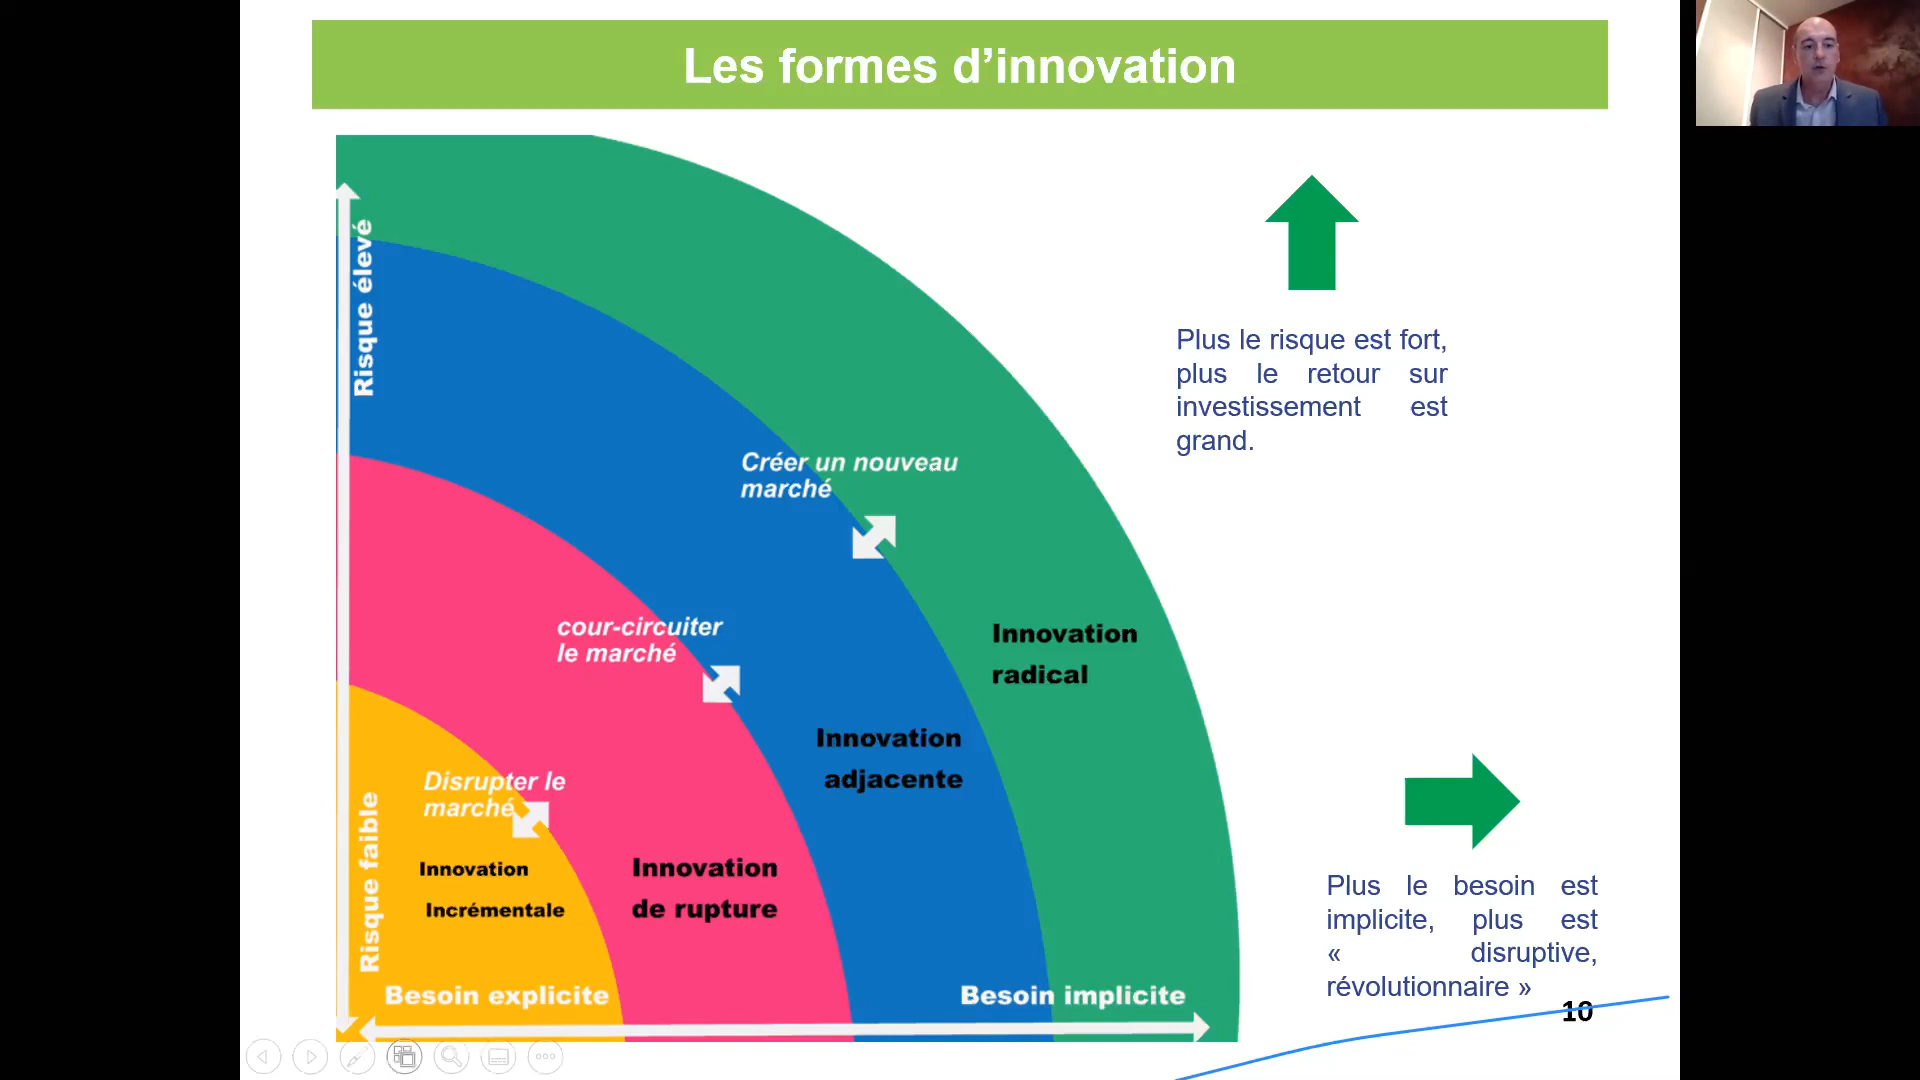 Les formes d’innovation
Risque élevé
Plus le risque est fort,
plus le retour sur
investissement est
grand.
Créer un nouveau
marché
cour-circuiter
le marché
Innovation
radical
Innovation
adjacente
Disrupter le
marché
Risque faible
Innovation
Incrémentale
Innovation
de rupture
Plus le besoin est
implicite, plus est
« disruptive,
révolutionnaire »
Besoin explicite
Besoin implicite
10